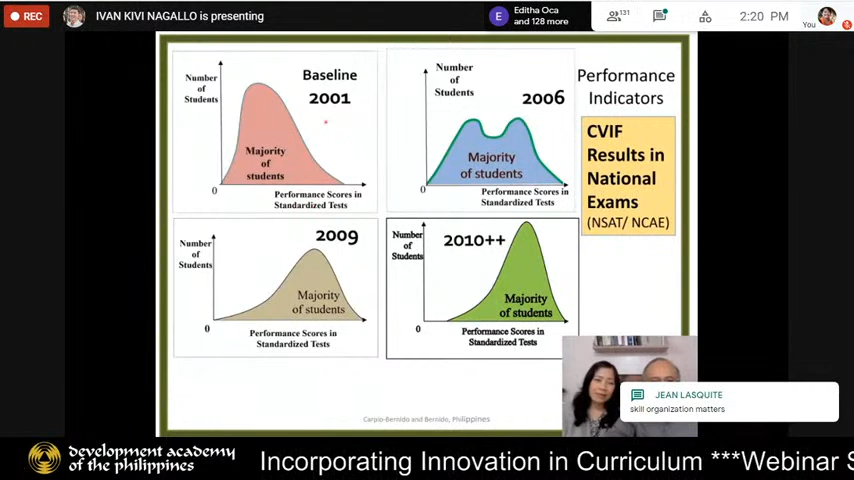 REC
IVAN KIVI NAGALLO is presenting
E
Editha Oca
and 128 more
131
2:20 PM
You
Number
of
Students
Baseline
2001
Majority
of
students
0
Performance Scores in
Standardized Tests
Number
of
Students
2006
Majority
of students
0
Performance Scores in
Standardized Tests
Performance
Indicators
CVIF
Results in
National
Exams
(NSAT/ NCAE)
Number
of
Students
2009
Majority
of students
0
Performance Scores in
Standardized Tests
Number
of
Students
2010++
Majority
of students
0
Performance Scores in
Standardized Tests
JEAN LASQUITE
skill organization matters
Carpio-Bernido and Bernido, Philippines
development academy
of the philippines
Incorporating Innovation in Curriculum ***Webinar S